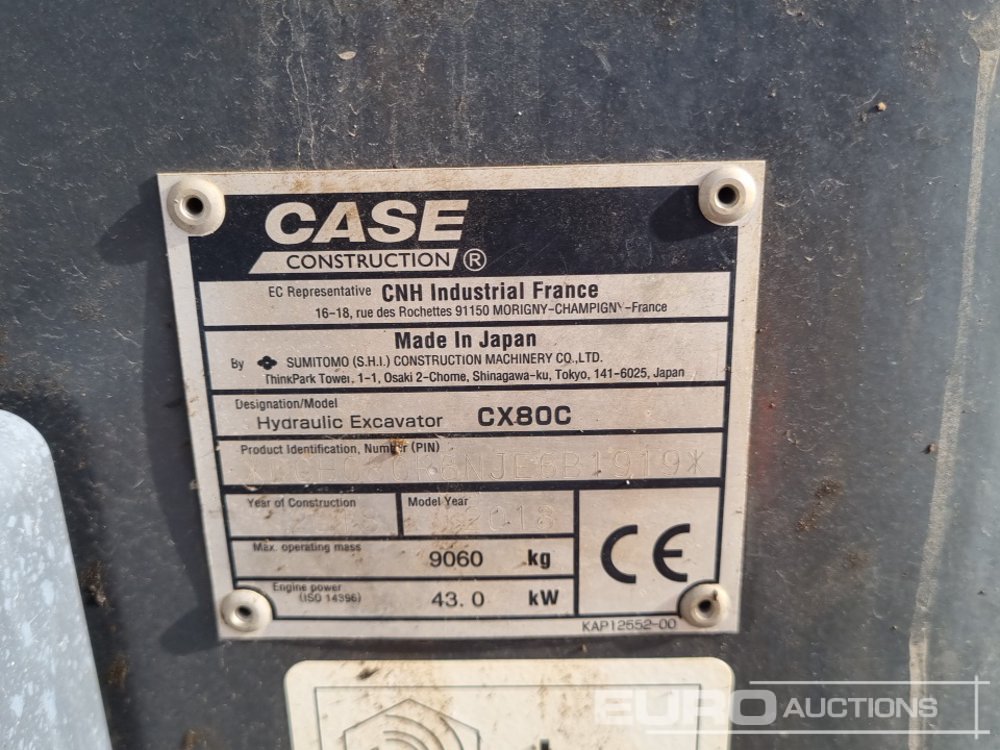 CASE
CONSTRUCTION ®
EC Representative CNH Industrial France
16-18, rue des Rochettes 91150 MORIGNY-CHAMPIGNY-France
Made In Japan
By SUMITOMO (S.H.I.) CONSTRUCTION MACHINERY CO.,LTD.
ThinkPark Tower, 1-1, Osaki 2-Chome, Shinagawa-ku, Tokyo, 141-6025, Japan
Designation/Model
Hydraulic Excavator CX80C
Product Identification, Number (PIN)
Year of Construction Model Year
2018
Max. operating mass 9060 kg
Engine power
(ISO 14396) 43.0 kW
CE
KAP12552-00
EURO AUCTIONS